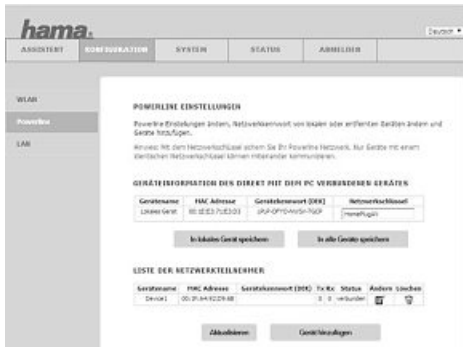 hama.
Deutsch
ASSISTENT KONFIGURATION SYSTEM STATUS ABMELDEN
WLAN
Powerline
LAN
POWERLINE EINSTELLUNGEN
Powerline Einstellungen ändern, Netzwerkkennwort von lokalen oder entfernten Geräten ändern und
Geräte hinzufügen.
Hinweis: Mit dem Netzwerkschlüssel sichern Sie Ihr Powerline Netzwerk. Nur Geräte mit einem
identischen Netzwerkschlüssel können miteinander kommunizieren.
GERÄTEINFORMATION DES DIREKT MIT DEM PC VERBUNDENEN GERÄTES
Gerätename MAC Adresse Gerätekennwort (DEK) Netzwerkschlüssel
Lokales Gerät HomePlugAV
In lokales Gerät speichern In alle Geräte speichern
LISTE DER NETZWERKTEILNEHMER
Gerätename MAC Adresse Gerätekennwort (DEK) Tx Rx Status Ändern Löschen
Device1 0 0 verbunden
Aktualisieren Gerät hinzufügen